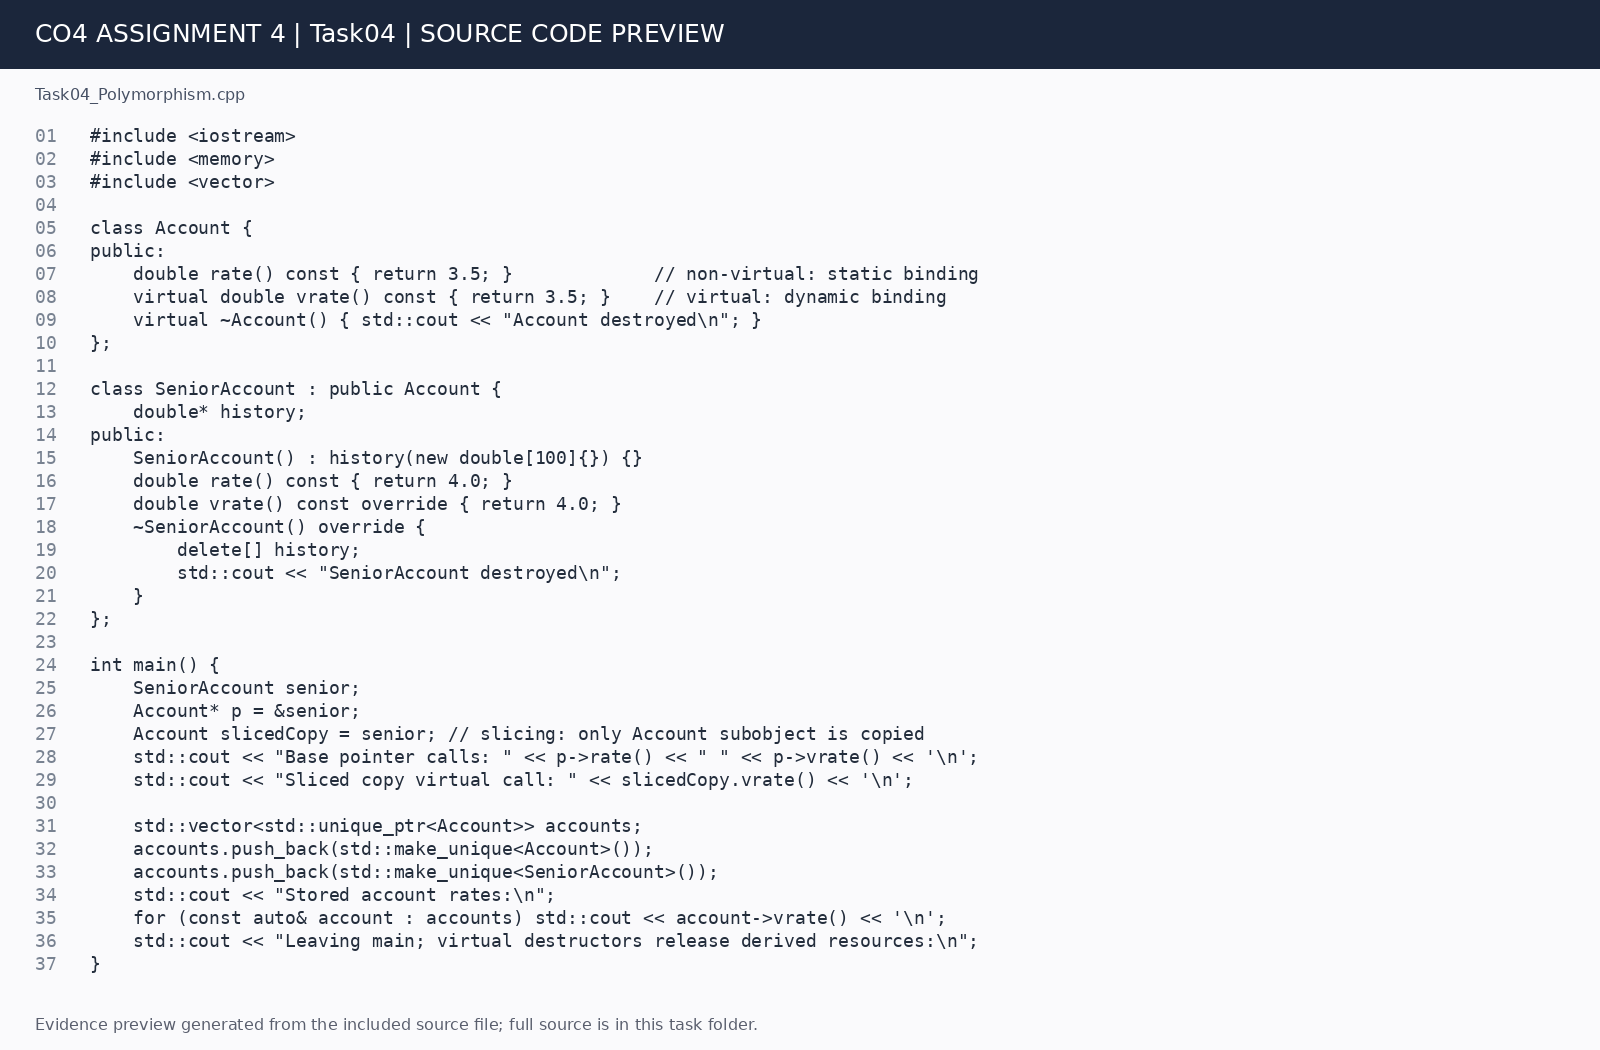 CO4 ASSIGNMENT 4 | Task04 | SOURCE CODE PREVIEW
Task04_Polymorphism.cpp
01 #include <iostream>
02 #include <memory>
03 #include <vector>
04
05 class Account {
06 public:
07     double rate() const { return 3.5; }             // non-virtual: static binding
08     virtual double vrate() const { return 3.5; }    // virtual: dynamic binding
09     virtual ~Account() { std::cout << "Account destroyed\n"; }
10 };
11
12 class SeniorAccount : public Account {
13     double* history;
14 public:
15     SeniorAccount() : history(new double[100]{}) {}
16     double rate() const { return 4.0; }
17     double vrate() const override { return 4.0; }
18     ~SeniorAccount() override {
19         delete[] history;
20         std::cout << "SeniorAccount destroyed\n";
21     }
22 };
23
24 int main() {
25     SeniorAccount senior;
26     Account* p = &senior;
27     Account slicedCopy = senior; // slicing: only Account subobject is copied
28     std::cout << "Base pointer calls: " << p->rate() << " " << p->vrate() << '\n';
29     std::cout << "Sliced copy virtual call: " << slicedCopy.vrate() << '\n';
30
31     std::vector<std::unique_ptr<Account>> accounts;
32     accounts.push_back(std::make_unique<Account>());
33     accounts.push_back(std::make_unique<SeniorAccount>());
34     std::cout << "Stored account rates:\n";
35     for (const auto& account : accounts) std::cout << account->vrate() << '\n';
36     std::cout << "Leaving main; virtual destructors release derived resources:\n";
37 }
Evidence preview generated from the included source file; full source is in this task folder.